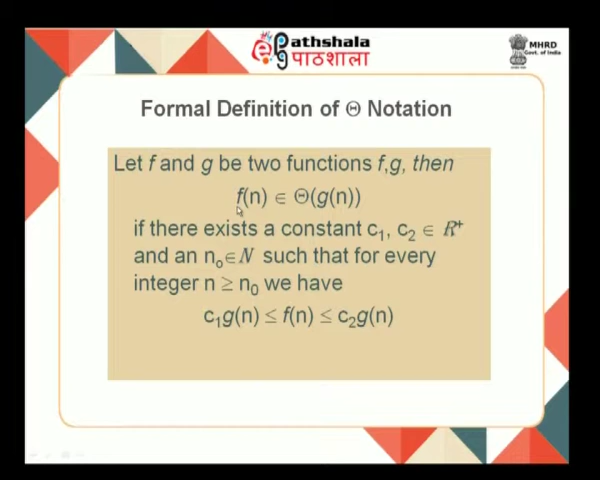 ePathshala
पाठशाला
MHRD
Govt. of India
Formal Definition of Θ Notation
Let f and g be two functions f,g, then
f(n) ∈ Θ(g(n))
if there exists a constant c₁, c₂ ∈ R⁺
and an n₀∈N such that for every
integer n ≥ n₀ we have
c₁g(n) ≤ f(n) ≤ c₂g(n)